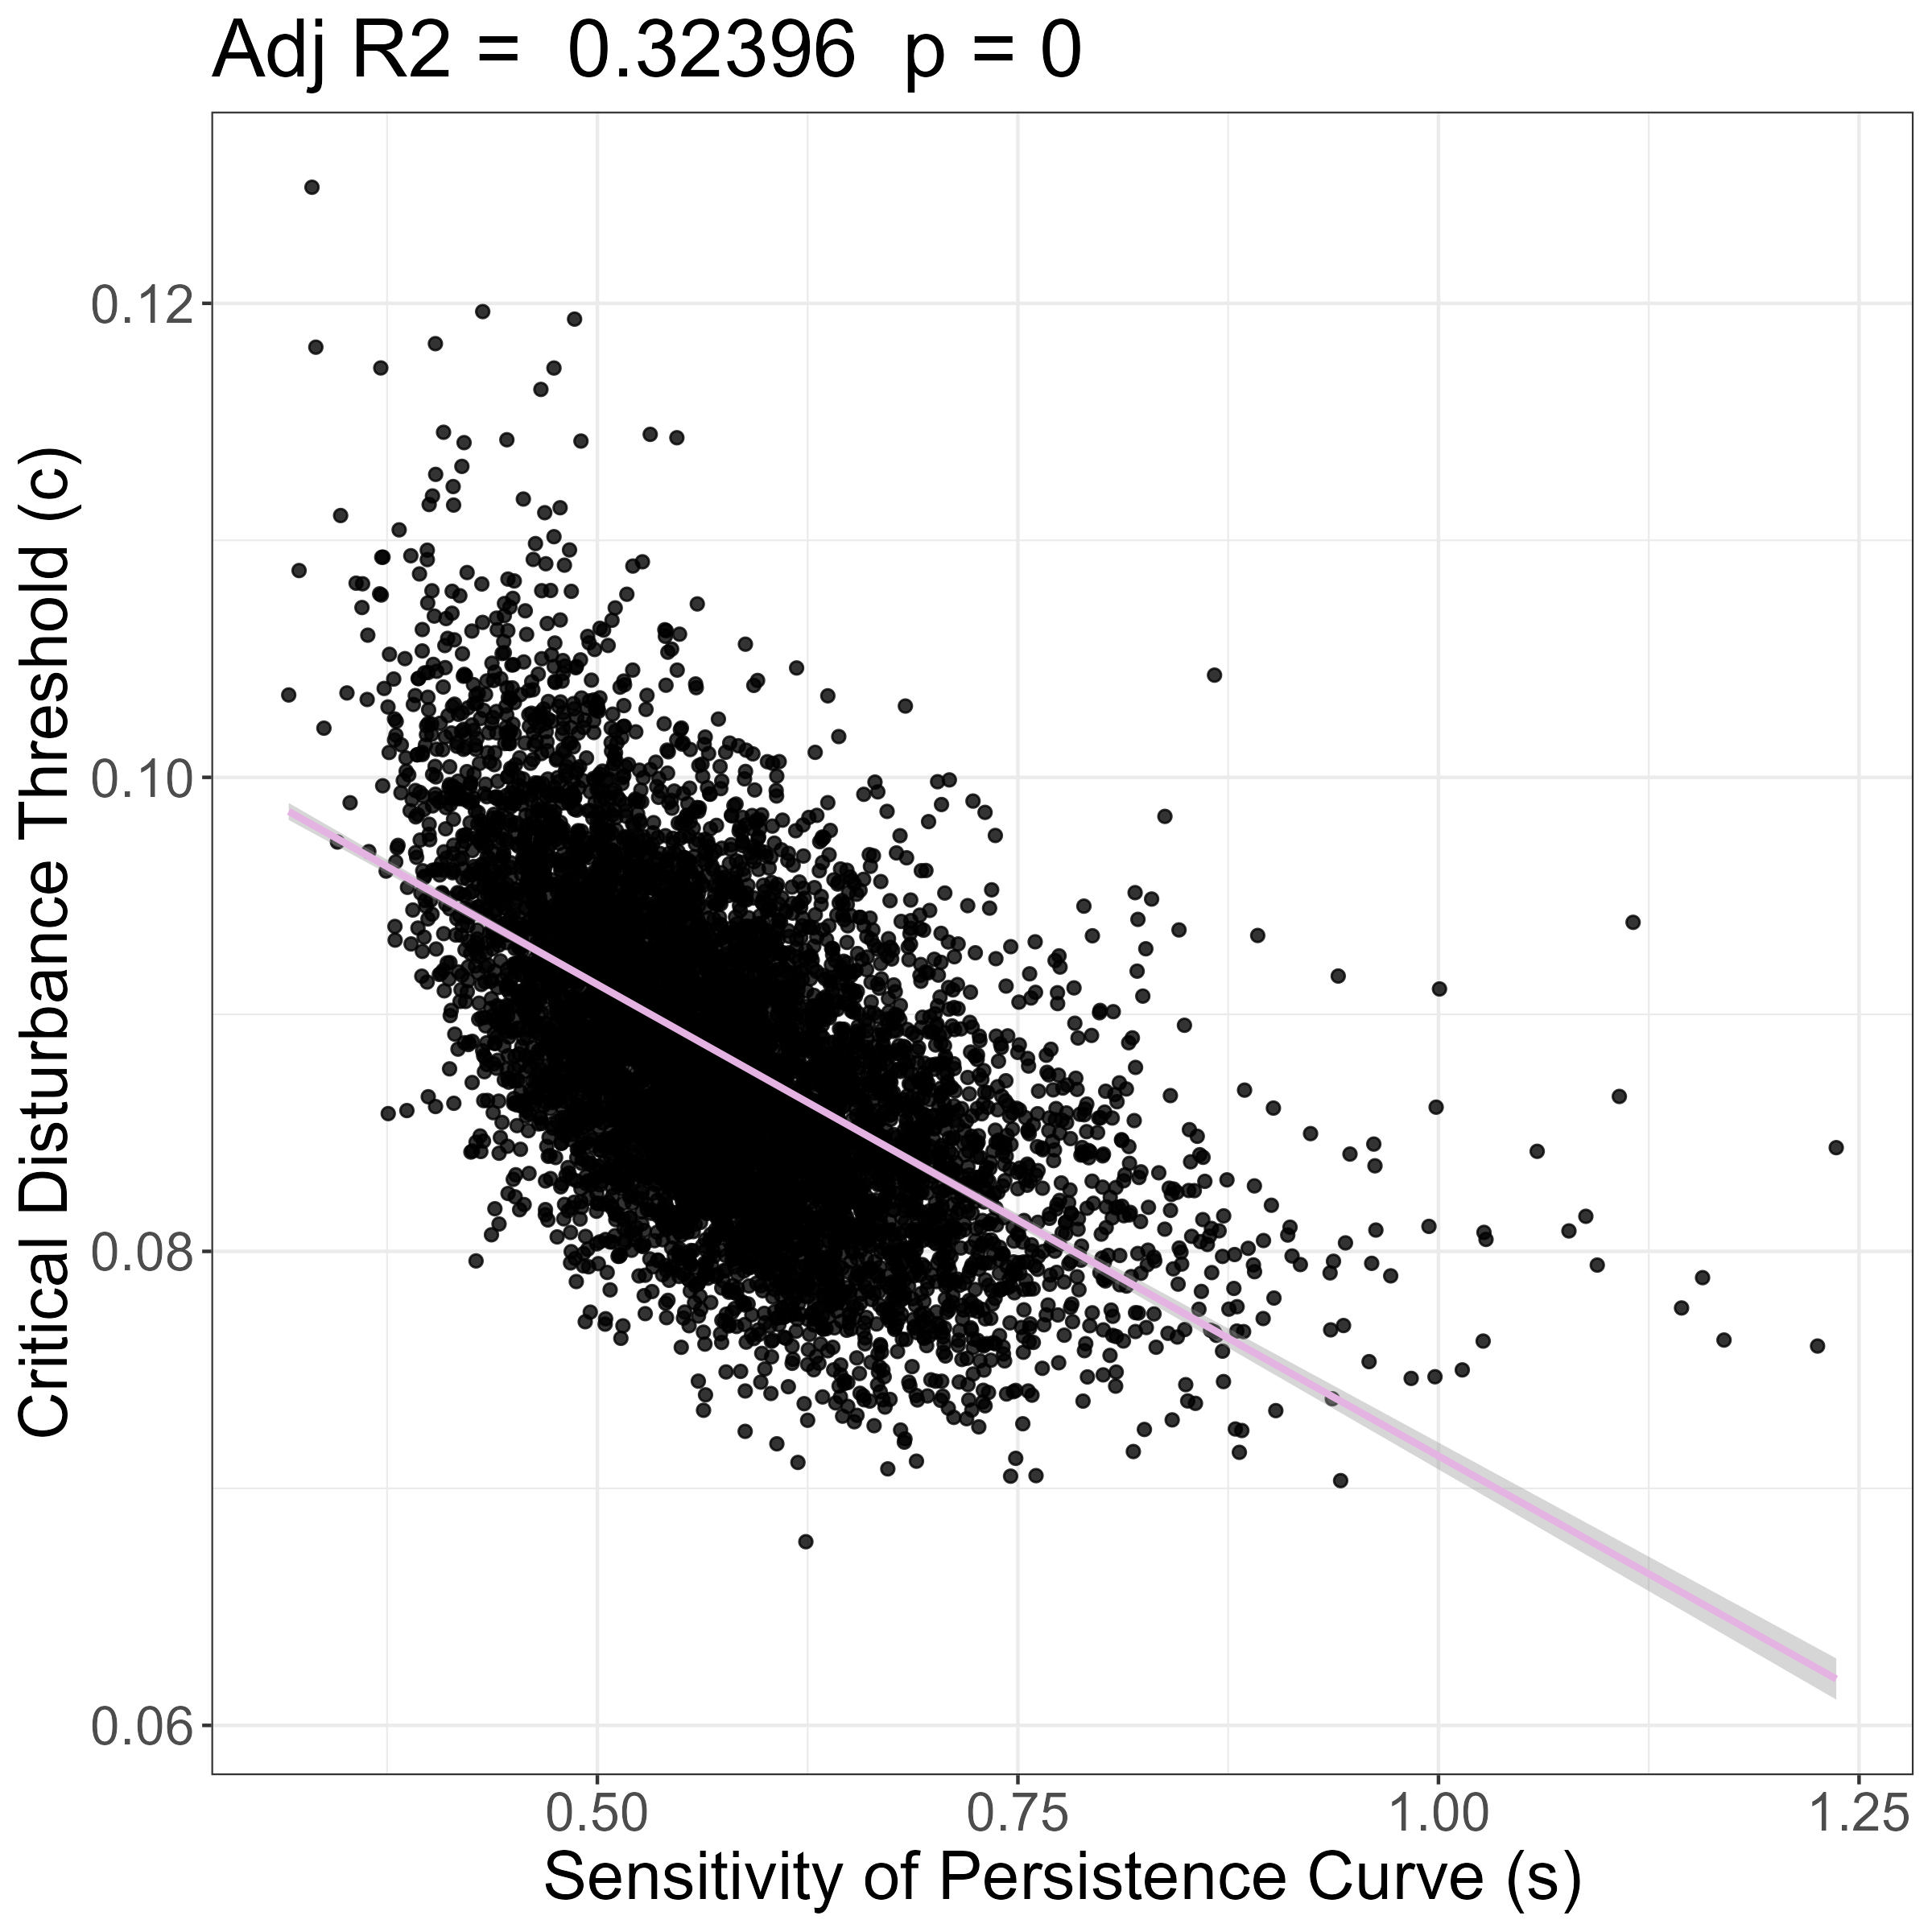 Adj R2 =  0.32396  p = 0
Critical Disturbance Threshold (c)
0.12
0.10
0.08
0.06
0.50 0.75 1.00 1.25
Sensitivity of Persistence Curve (s)